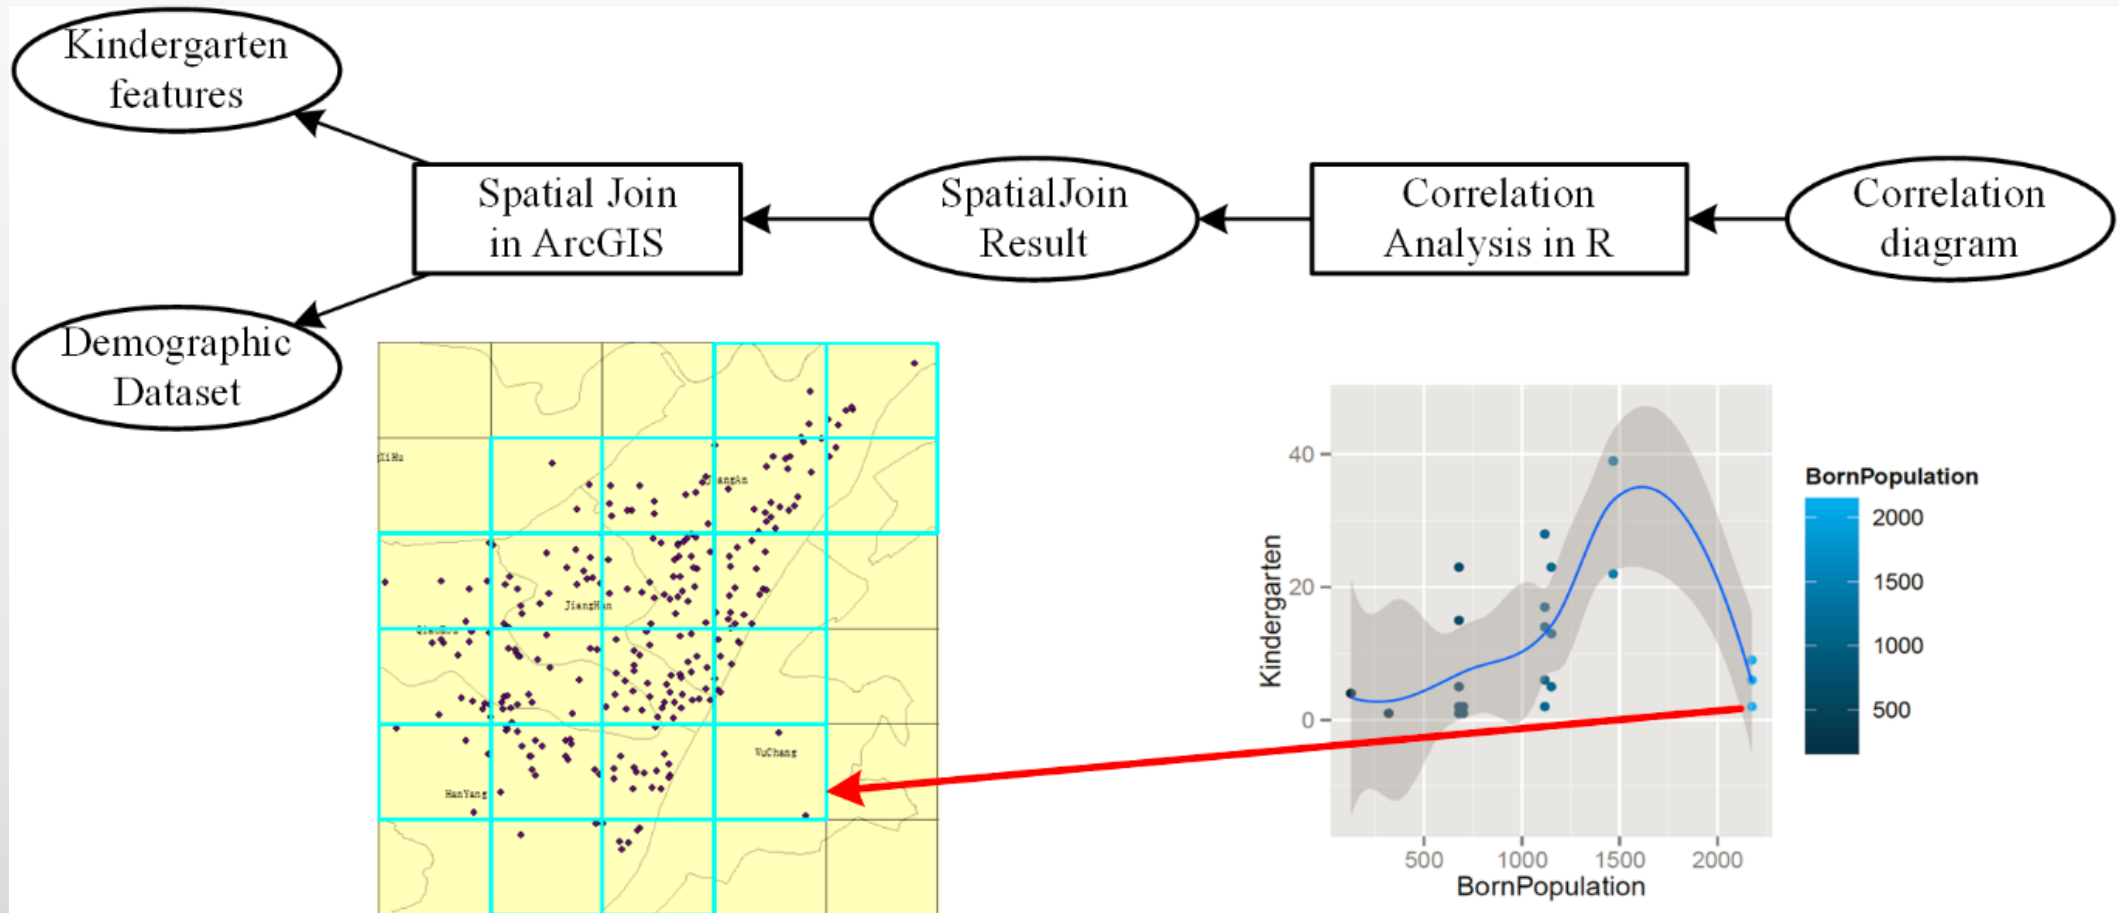 Kindergarten
features
Spatial Join
in ArcGIS
SpatialJoin
Result
Correlation
Analysis in R
Correlation
diagram
Demographic
Dataset
XiHu
JiangHan
WuChang
HanYang
Kindergarten
40
20
0
500
1000
1500
2000
BornPopulation
BornPopulation
2000
1500
1000
500